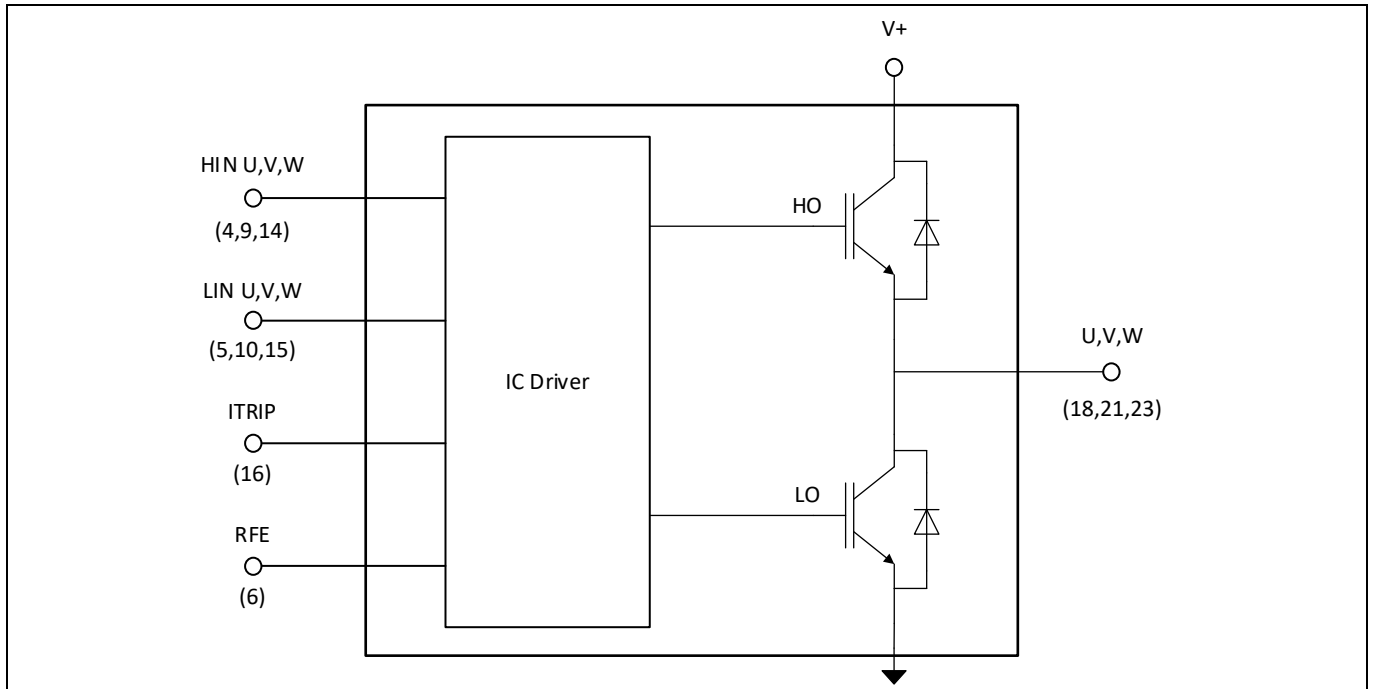 V+
HIN U,V,W
(4,9,14)
HO
LIN U,V,W
(5,10,15)
U,V,W
(18,21,23)
IC Driver
ITRIP
(16)
LO
RFE
(6)